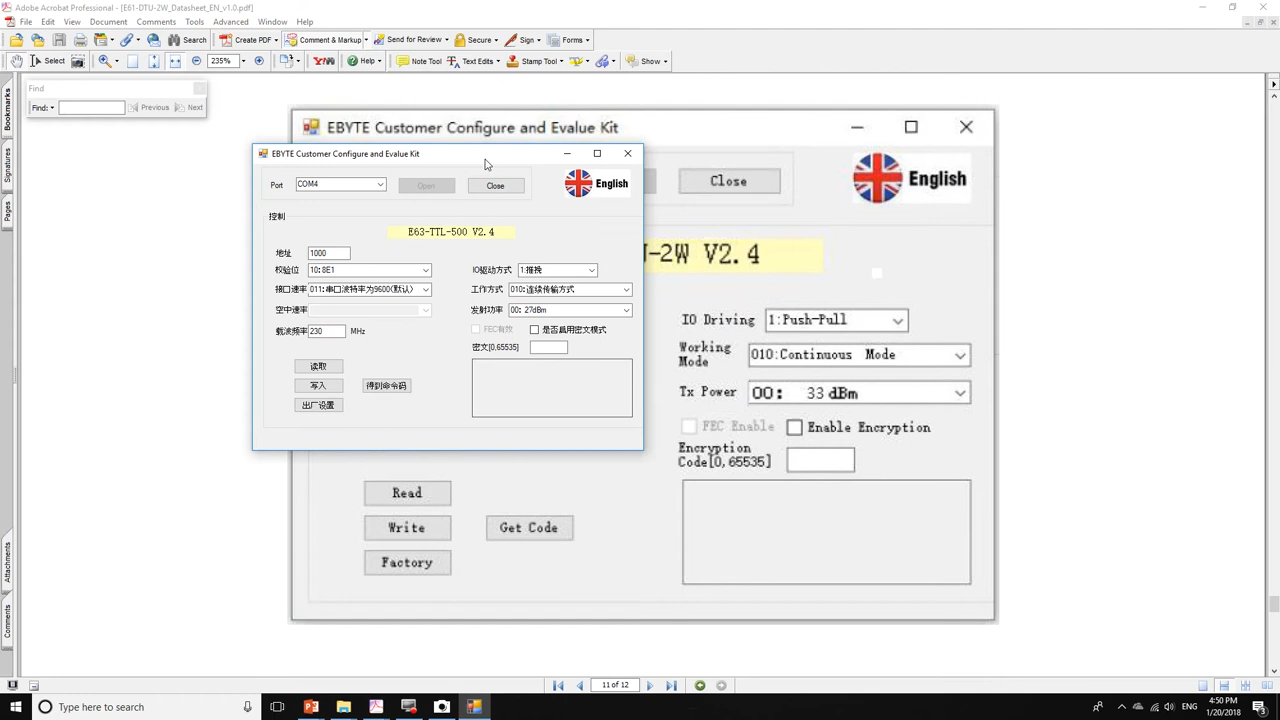 Adobe Acrobat Professional - [E61-DTU-2W_Datasheet_EN_v1.0.pdf]
File Edit View Document Comments Tools Advanced Window Help
Search Create PDF Comment & Markup Send for Review Secure Sign Forms
Select 235% Y!M Help Note Tool Text Edits Stamp Tool Show
Find
Find: Previous Next
Bookmarks
Signatures
Pages
Attachments
Comments
EBYTE Customer Configure and Evalue Kit
Close
English
-2W V2.4
IO Driving 1:Push-Pull
Working Mode 010:Continuous Mode
Tx Power 00: 33 dBm
FEC Enable Enable Encryption
Encryption
Code[0,65535]
Read
Write Get Code
Factory
EBYTE Customer Configure and Evalue Kit
Port COM4 Open Close English
控制
E63-TTL-500 V2.4
地址 1000
校验位 10:8E1 IO驱动方式 1:推挽
接口速率 011:串口波特率为9600(默认) 工作方式 010:连续传输方式
空中速率 发射功率 00: 27dBm
载波频率 230 MHz FEC有效 是否启用密文模式
密文[0.65535]
读取
写入 得到命令码
出厂设置
11 of 12
Type here to search
ENG
4:50 PM
1/20/2018
3